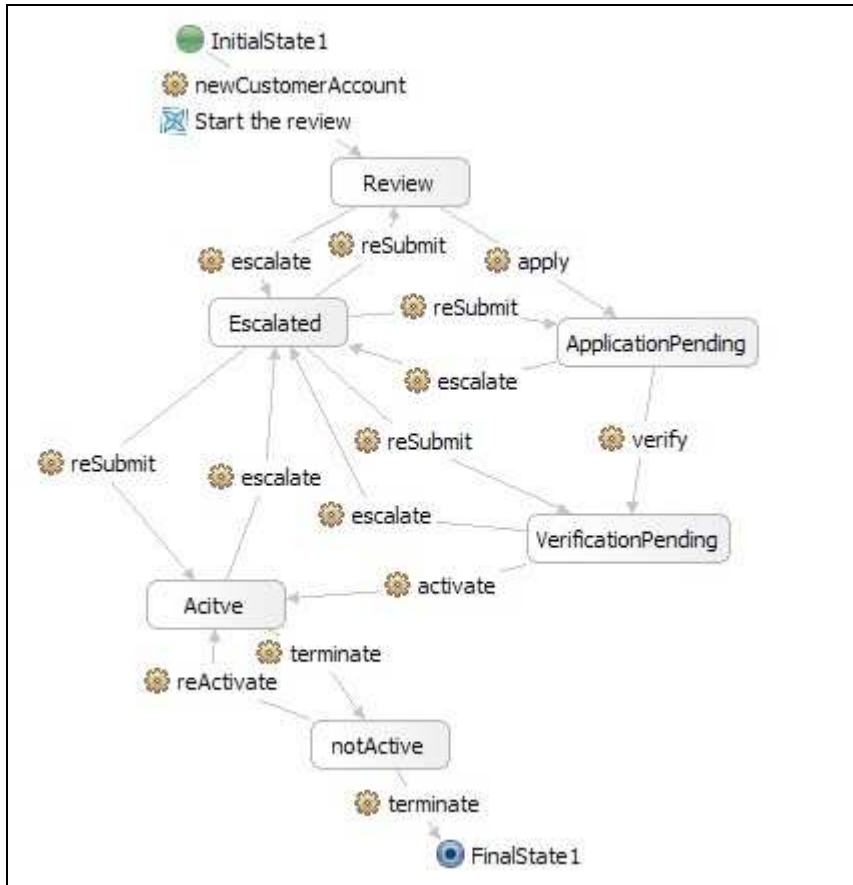 InitialState1
newCustomerAccount
Start the review
Review
escalate
reSubmit
apply
Escalated
reSubmit
ApplicationPending
escalate
reSubmit
verify
reSubmit
escalate
escalate
VerificationPending
activate
Acitve
terminate
reActivate
notActive
terminate
FinalState1